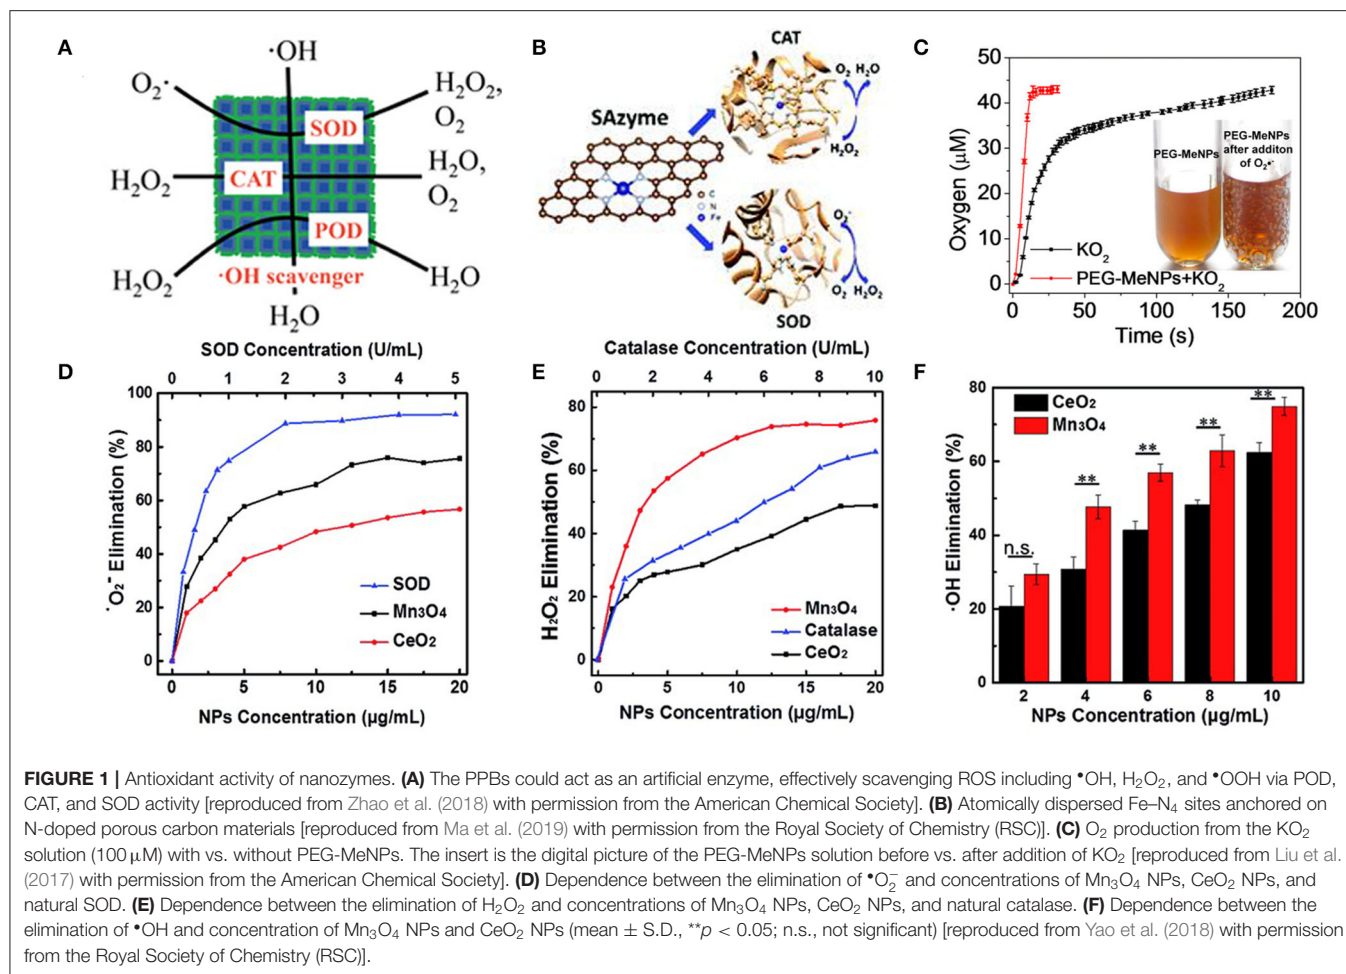 A
·OH
O₂·
H₂O₂,
O₂
SOD
H₂O₂
CAT
H₂O,
O₂
POD
H₂O₂
·OH scavenger
H₂O
H₂O
B
CAT
SAzyme
O₂ H₂O
H₂O₂
C
N
Fe
O₂·⁻
O₂ H₂O₂
SOD
C
Oxygen (µM)
50
40
30
20
10
0
PEG-MeNPs
PEG-MeNPs
after additon
of O₂•⁻
KO₂
PEG-MeNPs+KO₂
0 50 100 150 200
Time (s)
D
SOD Concentration (U/mL)
0 1 2 3 4 5
·O₂⁻ Elimination (%)
100
80
60
40
20
0
SOD
Mn₃O₄
CeO₂
0 5 10 15 20
NPs Concentration (µg/mL)
E
Catalase Concentration (U/mL)
0 2 4 6 8 10
H₂O₂ Elimination (%)
80
60
40
20
0
Mn₃O₄
Catalase
CeO₂
0 5 10 15 20
NPs Concentration (µg/mL)
F
·OH Elimination (%)
80
60
40
20
0
CeO₂
Mn₃O₄
n.s.
**
**
**
**
2 4 6 8 10
NPs Concentration (µg/mL)
FIGURE 1 | Antioxidant activity of nanozymes. (A) The PPBs could act as an artificial enzyme, effectively scavenging ROS including •OH, H₂O₂, and •OOH via POD,
CAT, and SOD activity [reproduced from Zhao et al. (2018) with permission from the American Chemical Society]. (B) Atomically dispersed Fe–N₄ sites anchored on
N-doped porous carbon materials [reproduced from Ma et al. (2019) with permission from the Royal Society of Chemistry (RSC)]. (C) O₂ production from the KO₂
solution (100 µM) with vs. without PEG-MeNPs. The insert is the digital picture of the PEG-MeNPs solution before vs. after addition of KO₂ [reproduced from Liu et al.
(2017) with permission from the American Chemical Society]. (D) Dependence between the elimination of •O₂⁻ and concentrations of Mn₃O₄ NPs, CeO₂ NPs, and
natural SOD. (E) Dependence between the elimination of H₂O₂ and concentrations of Mn₃O₄ NPs, CeO₂ NPs, and natural catalase. (F) Dependence between the
elimination of •OH and concentration of Mn₃O₄ NPs and CeO₂ NPs (mean ± S.D., **p < 0.05; n.s., not significant) [reproduced from Yao et al. (2018) with permission
from the Royal Society of Chemistry (RSC)].